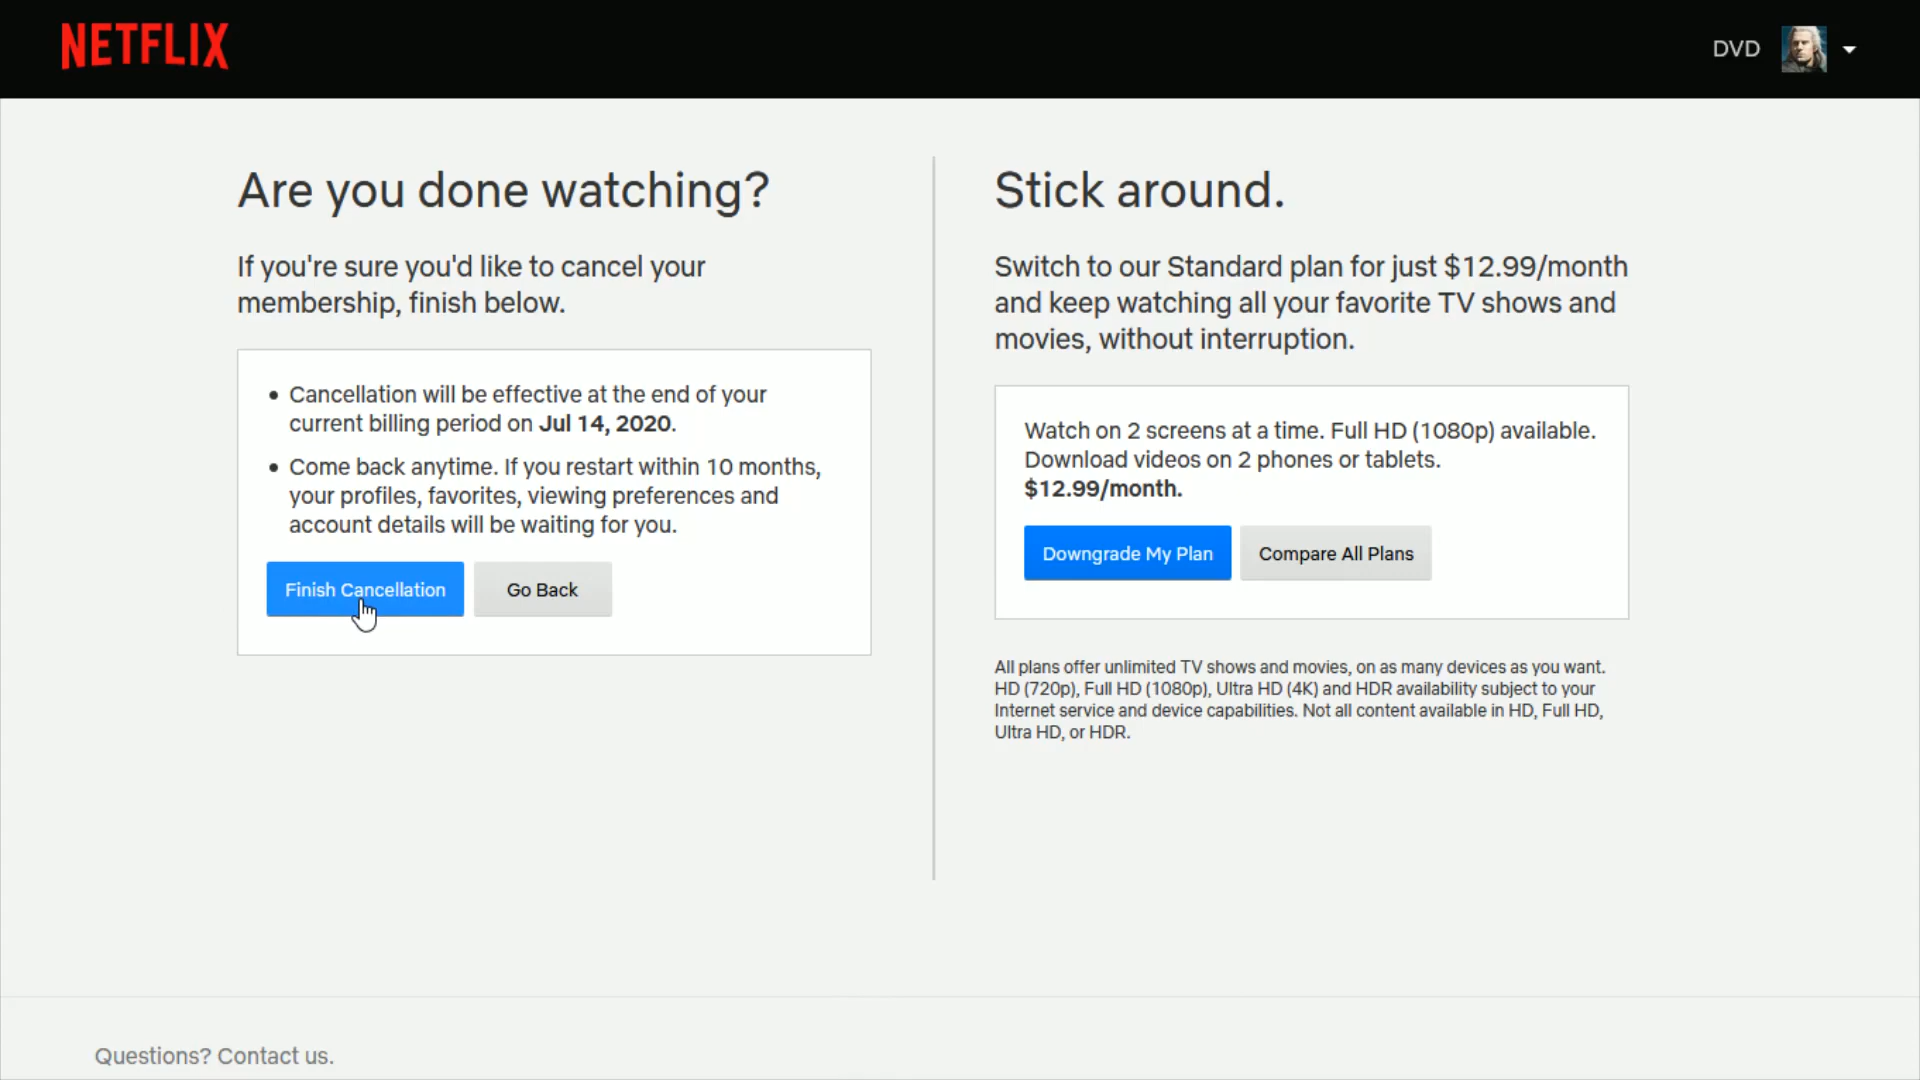 NETFLIX
DVD
Are you done watching?
If you're sure you'd like to cancel your
membership, finish below.
• Cancellation will be effective at the end of your
current billing period on Jul 14, 2020.
• Come back anytime. If you restart within 10 months,
your profiles, favorites, viewing preferences and
account details will be waiting for you.
Finish Cancellation
Go Back
Stick around.
Switch to our Standard plan for just $12.99/month
and keep watching all your favorite TV shows and
movies, without interruption.
Watch on 2 screens at a time. Full HD (1080p) available.
Download videos on 2 phones or tablets.
$12.99/month.
Downgrade My Plan
Compare All Plans
All plans offer unlimited TV shows and movies, on as many devices as you want.
HD (720p), Full HD (1080p), Ultra HD (4K) and HDR availability subject to your
Internet service and device capabilities. Not all content available in HD, Full HD,
Ultra HD, or HDR.
Questions? Contact us.